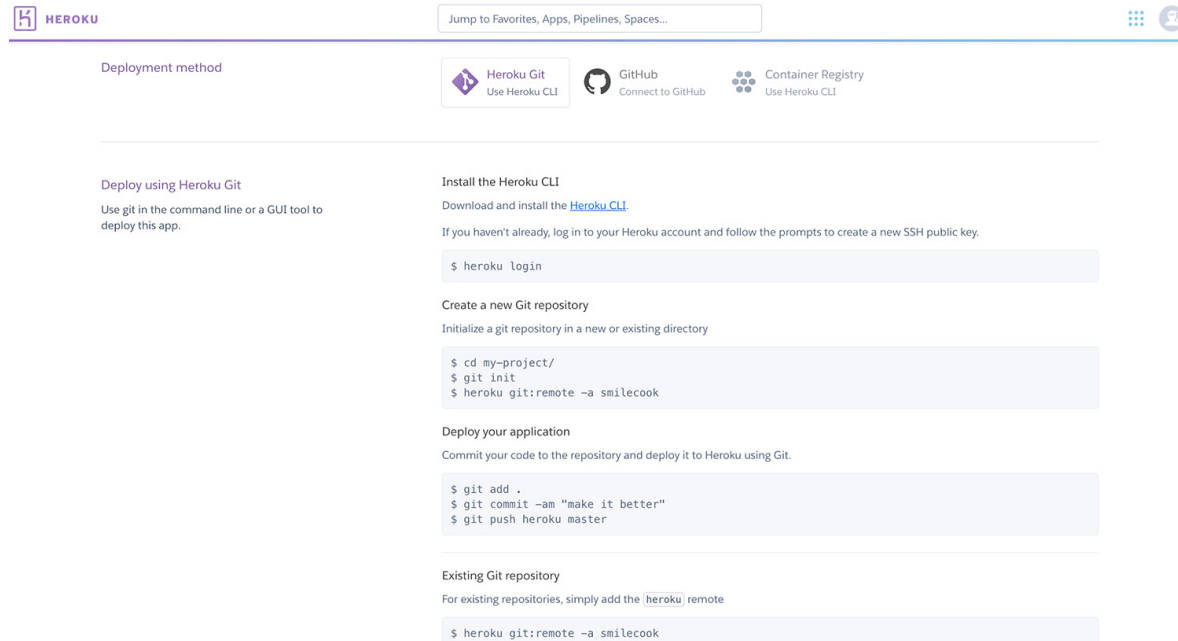 HEROKU
Jump to Favorites, Apps, Pipelines, Spaces...
Deployment method
Heroku Git
Use Heroku CLI
GitHub
Connect to GitHub
Container Registry
Use Heroku CLI
Deploy using Heroku Git
Use git in the command line or a GUI tool to
deploy this app.
Install the Heroku CLI
Download and install the Heroku CLI.
If you haven't already, log in to your Heroku account and follow the prompts to create a new SSH public key.
$ heroku login
Create a new Git repository
Initialize a git repository in a new or existing directory
$ cd my-project/
$ git init
$ heroku git:remote -a smilecook
Deploy your application
Commit your code to the repository and deploy it to Heroku using Git.
$ git add .
$ git commit -am "make it better"
$ git push heroku master
Existing Git repository
For existing repositories, simply add the heroku remote
$ heroku git:remote -a smilecook